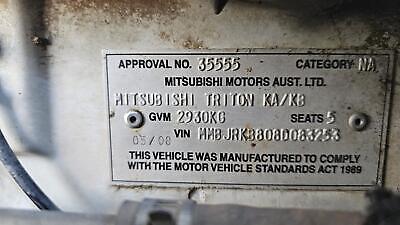 APPROVAL NO. 35555 CATEGORY NA
MITSUBISHI MOTORS AUST. LTD.
MITSUBISHI TRITON KA/KB
GVM 2930KG SEATS 5
03/08 VIN MMBJRKB808D083253
THIS VEHICLE WAS MANUFACTURED TO COMPLY
WITH THE MOTOR VEHICLE STANDARDS ACT 1989